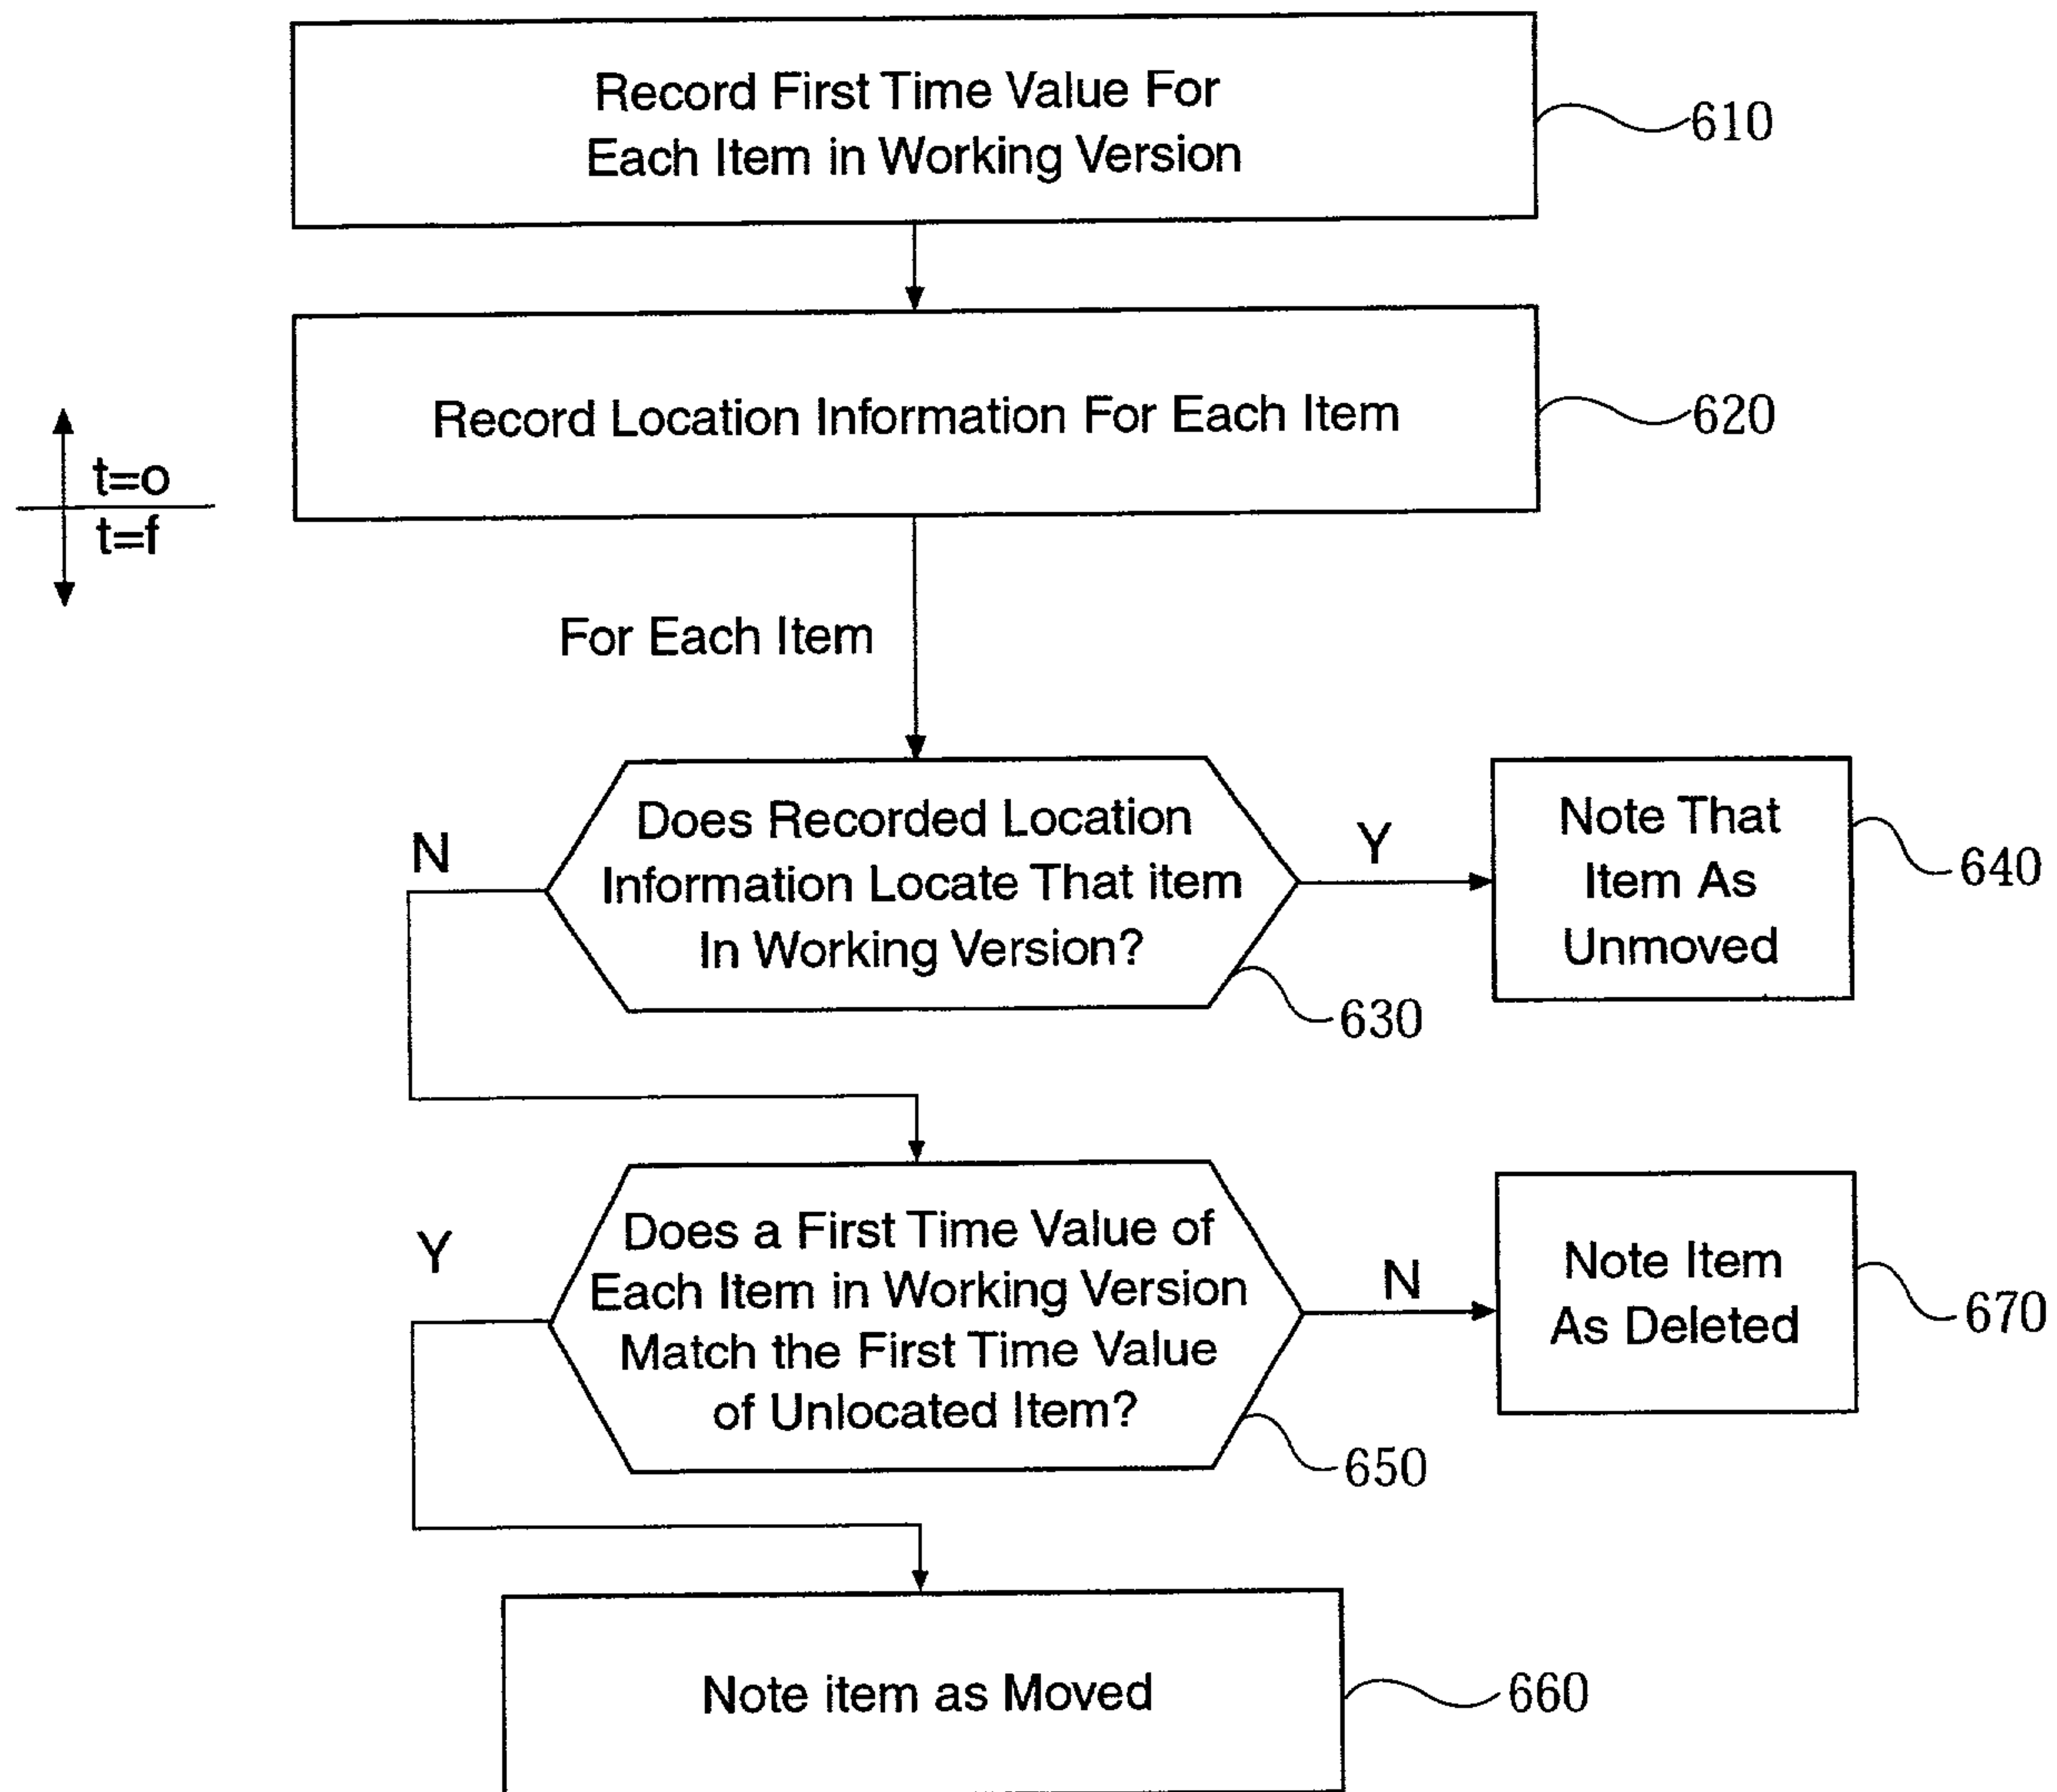 Record First Time Value For
Each Item in Working Version
610
Record Location Information For Each Item
620
t=o
t=f
For Each Item
Does Recorded Location
Information Locate That item
In Working Version?
630
N
Y
Note That
Item As
Unmoved
640
Does a First Time Value of
Each Item in Working Version
Match the First Time Value
of Unlocated Item?
650
Y
N
Note Item
As Deleted
670
Note item as Moved
660